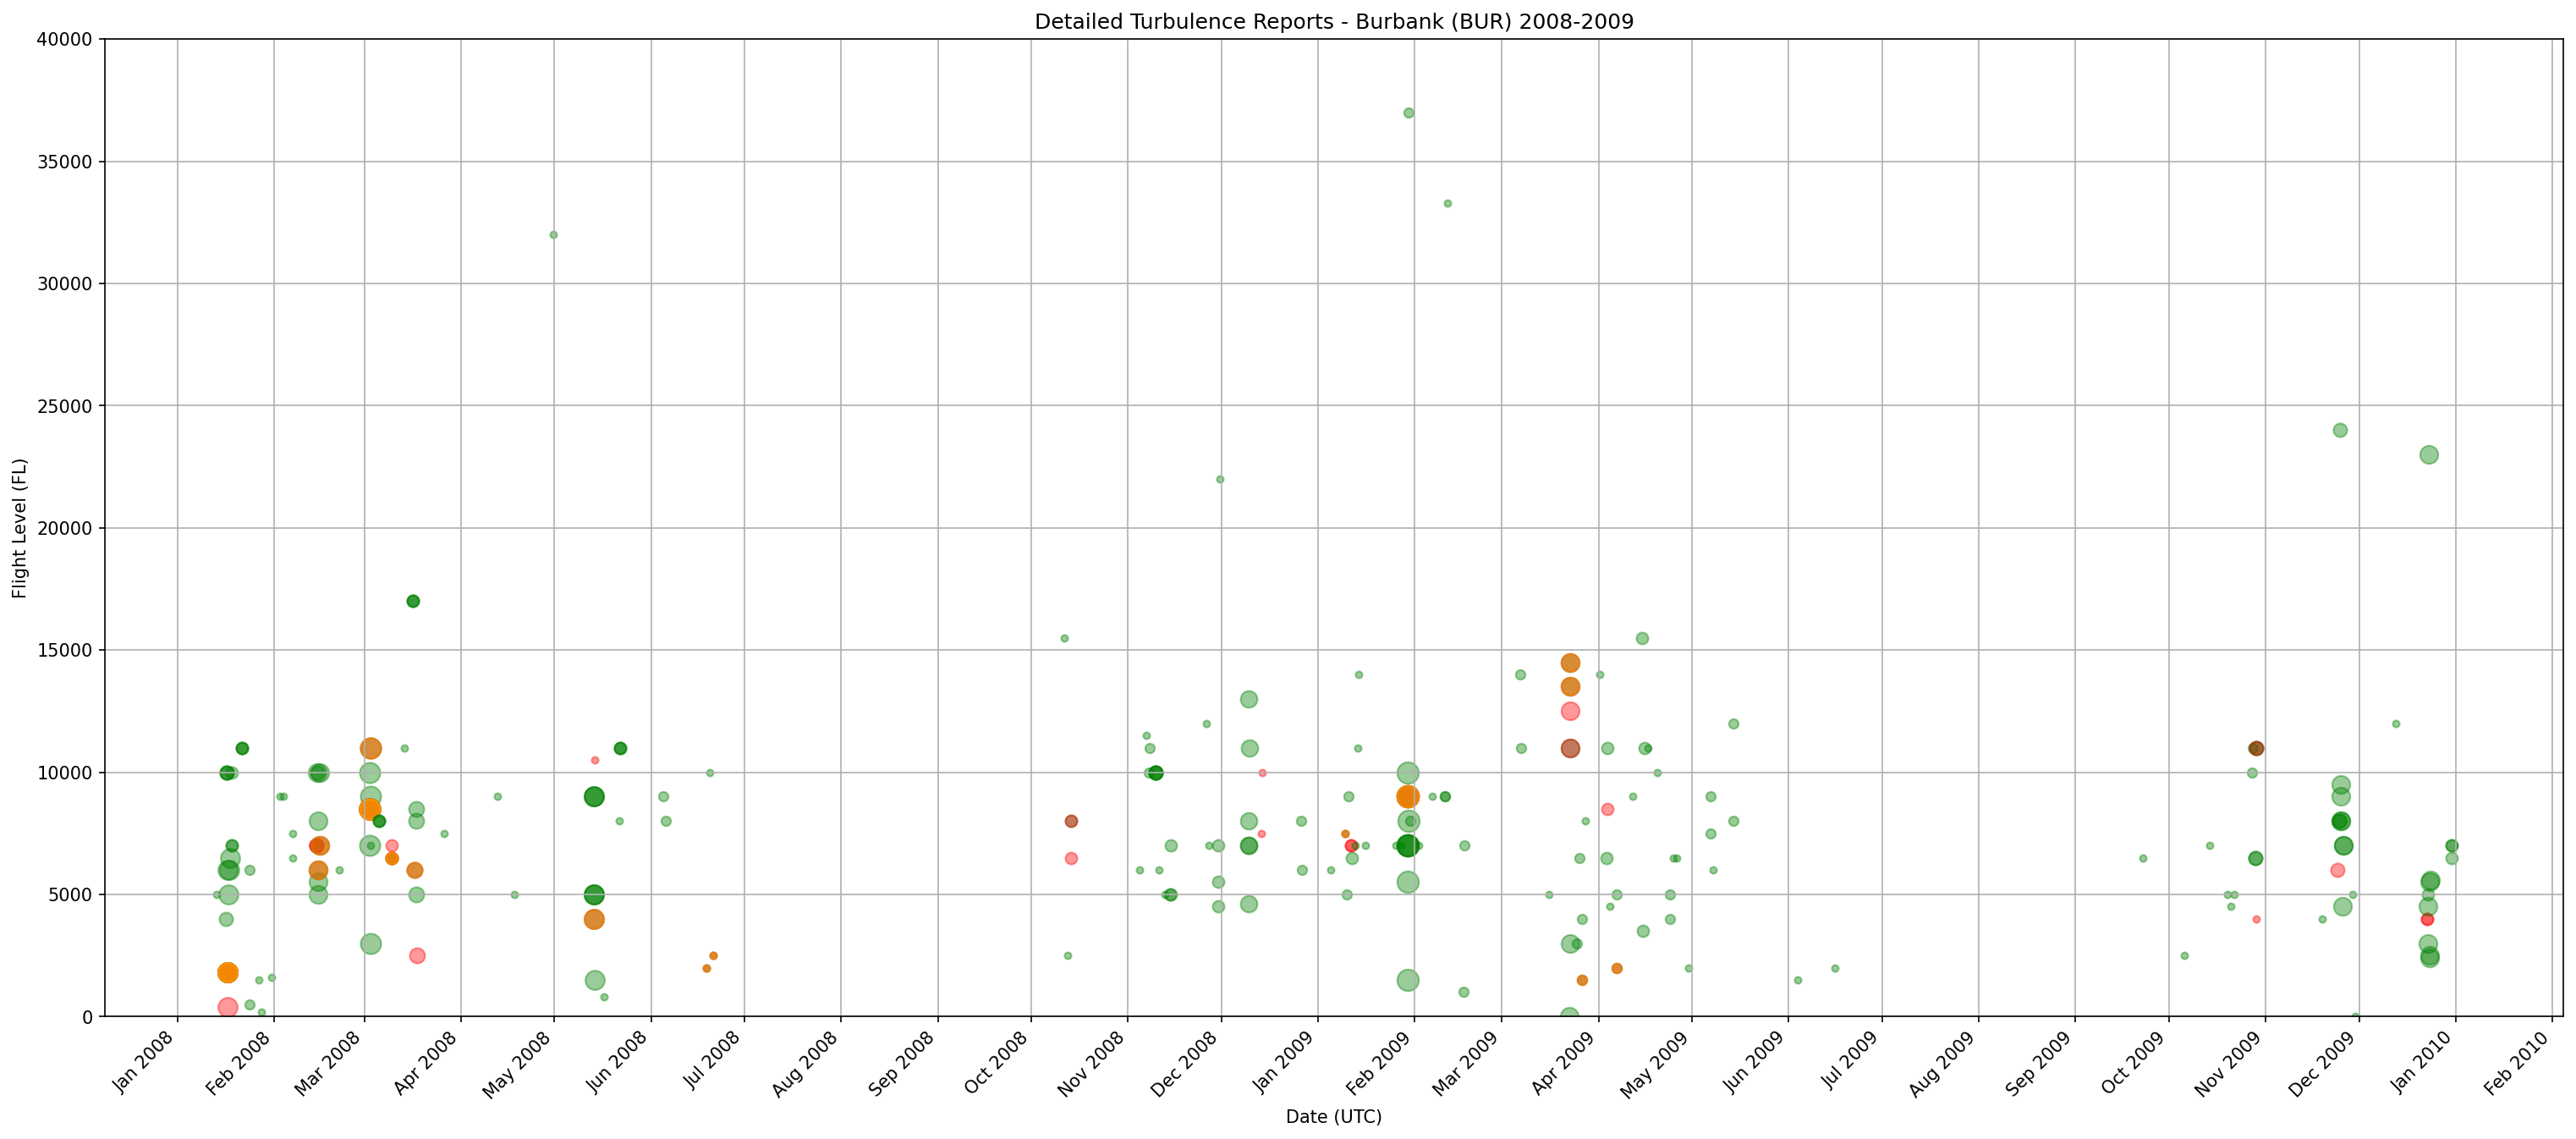 Detailed Turbulence Reports - Burbank (BUR) 2008-2009
Flight Level (FL)
40000
35000
30000
25000
20000
15000
10000
5000
0
Jan 2008
Feb 2008
Mar 2008
Apr 2008
May 2008
Jun 2008
Jul 2008
Aug 2008
Sep 2008
Oct 2008
Nov 2008
Dec 2008
Jan 2009
Feb 2009
Mar 2009
Apr 2009
May 2009
Jun 2009
Jul 2009
Aug 2009
Sep 2009
Oct 2009
Nov 2009
Dec 2009
Jan 2010
Feb 2010
Date (UTC)